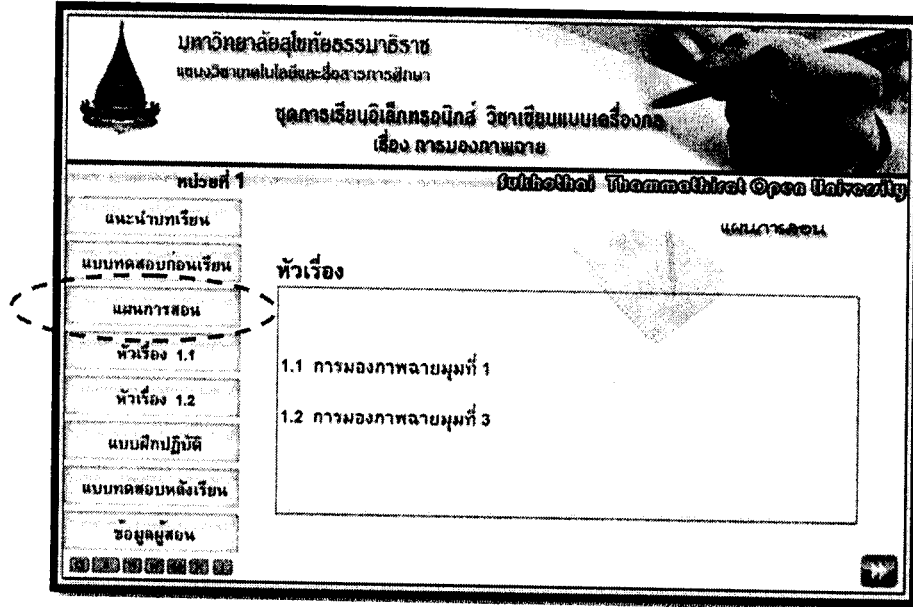 มหาวิทยาลัยสุโขทัยธรรมาธิราช
แขนงวิชาเทคโนโลยีและสื่อสารการศึกษา
ชุดการเรียนอิเล็กทรอนิกส์ วิชาเขียนแบบเครื่องกล
เรื่อง การมองภาพฉาย
หน่วยที่ 1
Sukhothai Thammathirat Open University
แนะนำบทเรียน
แบบทดสอบก่อนเรียน
แผนการสอน
หัวเรื่อง 1.1
หัวเรื่อง 1.2
แบบฝึกปฏิบัติ
แบบทดสอบหลังเรียน
ข้อมูลผู้สอน
แผนการสอน
หัวเรื่อง
1.1 การมองภาพฉายมุมที่ 1
1.2 การมองภาพฉายมุมที่ 3